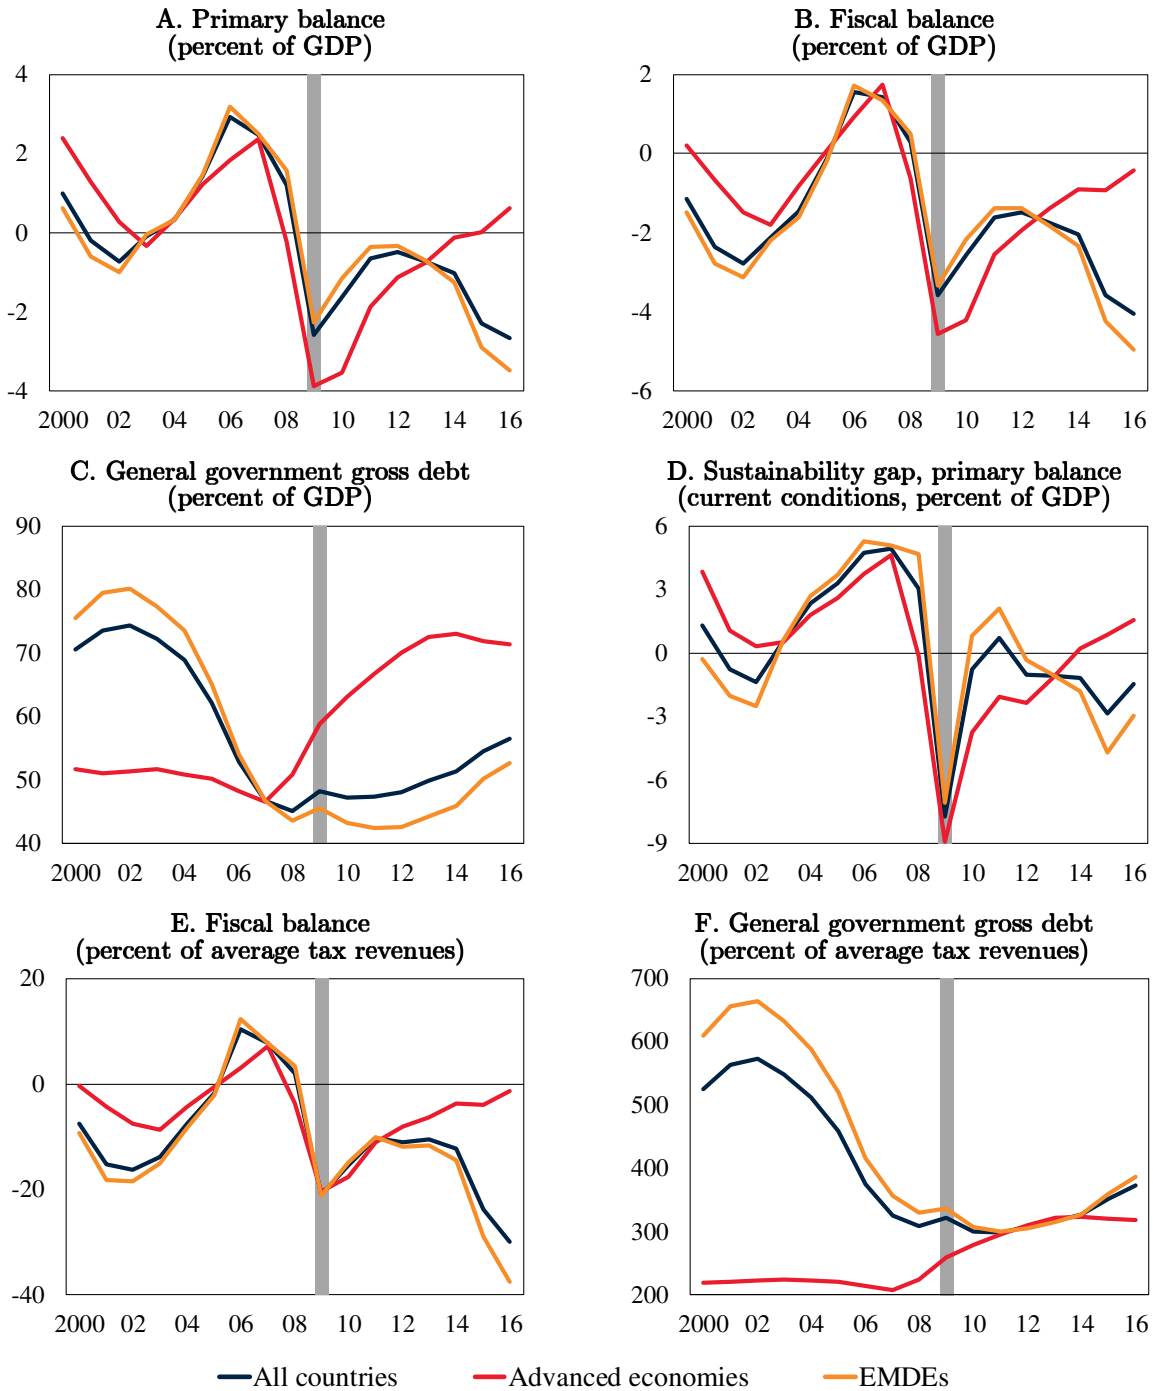 A. Primary balance
(percent of GDP)
4
2
0
-2
-4
2000 02 04 06 08 10 12 14 16
B. Fiscal balance
(percent of GDP)
2
0
-2
-4
-6
2000 02 04 06 08 10 12 14 16
C. General government gross debt
(percent of GDP)
90
80
70
60
50
40
2000 02 04 06 08 10 12 14 16
D. Sustainability gap, primary balance
(current conditions, percent of GDP)
6
3
0
-3
-6
-9
2000 02 04 06 08 10 12 14 16
E. Fiscal balance
(percent of average tax revenues)
20
0
-20
-40
2000 02 04 06 08 10 12 14 16
F. General government gross debt
(percent of average tax revenues)
700
600
500
400
300
200
2000 02 04 06 08 10 12 14 16
All countries Advanced economies EMDEs